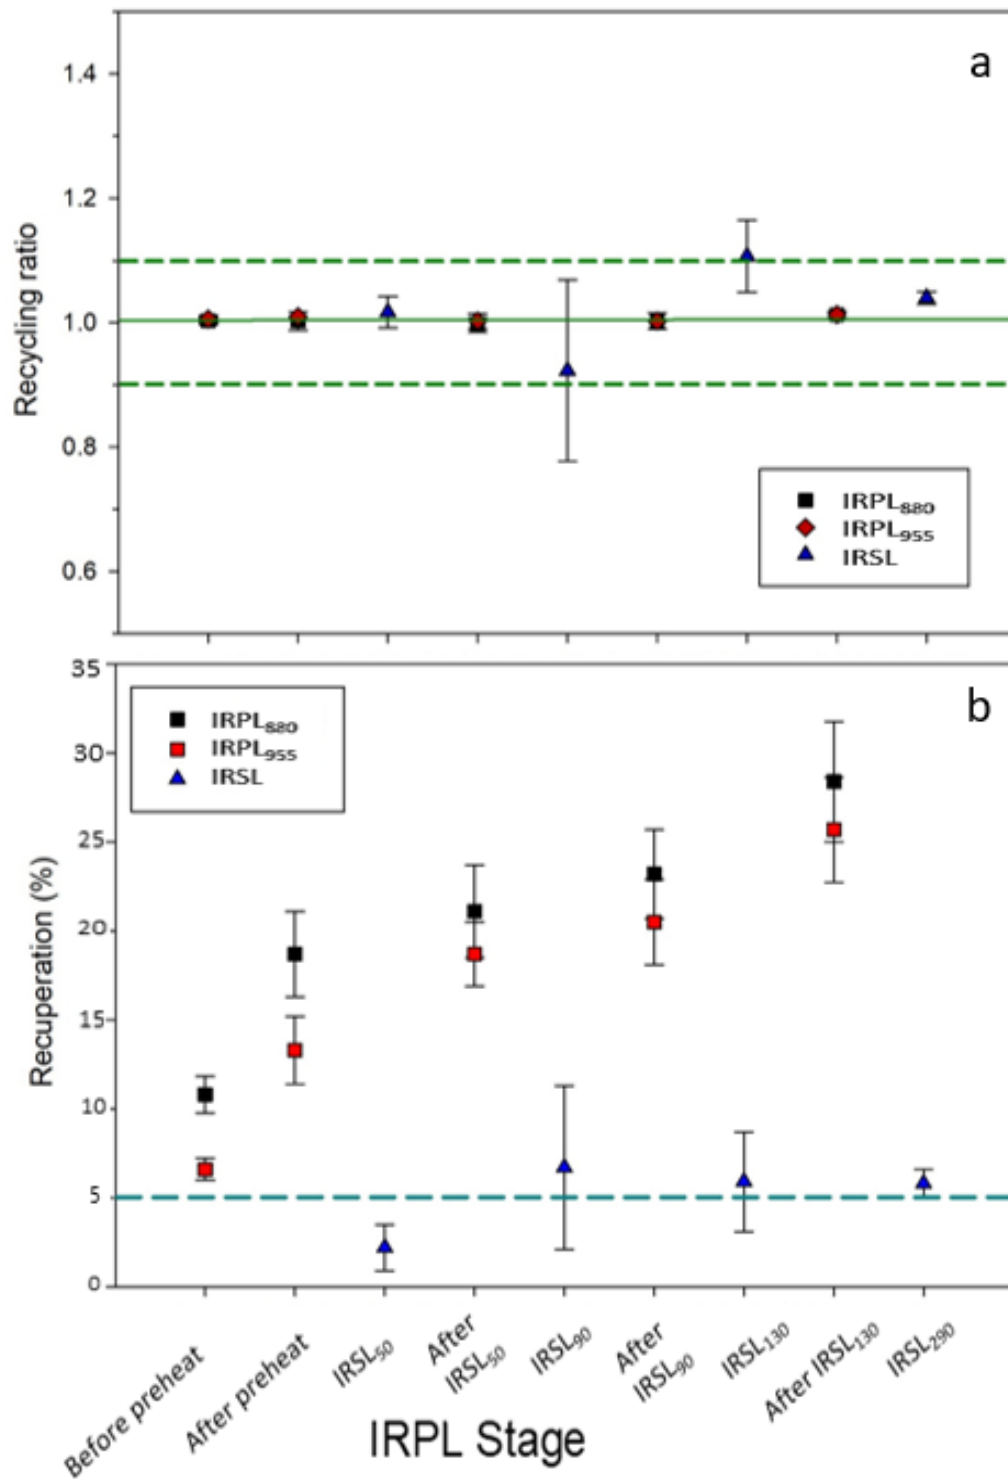 a
1.4
1.2
1.0
0.8
0.6
Recycling ratio
IRPL₈₈₀
IRPL₉₅₅
IRSL
b
35
30
25
20
15
10
5
0
Recuperation (%)
IRPL₈₈₀
IRPL₉₅₅
IRSL
Before preheat
After preheat
IRSL₅₀
After
IRSL₅₀
IRSL₉₀
After
IRSL₉₀
IRSL₁₃₀
After IRSL₁₃₀
IRSL₂₉₀
IRPL Stage